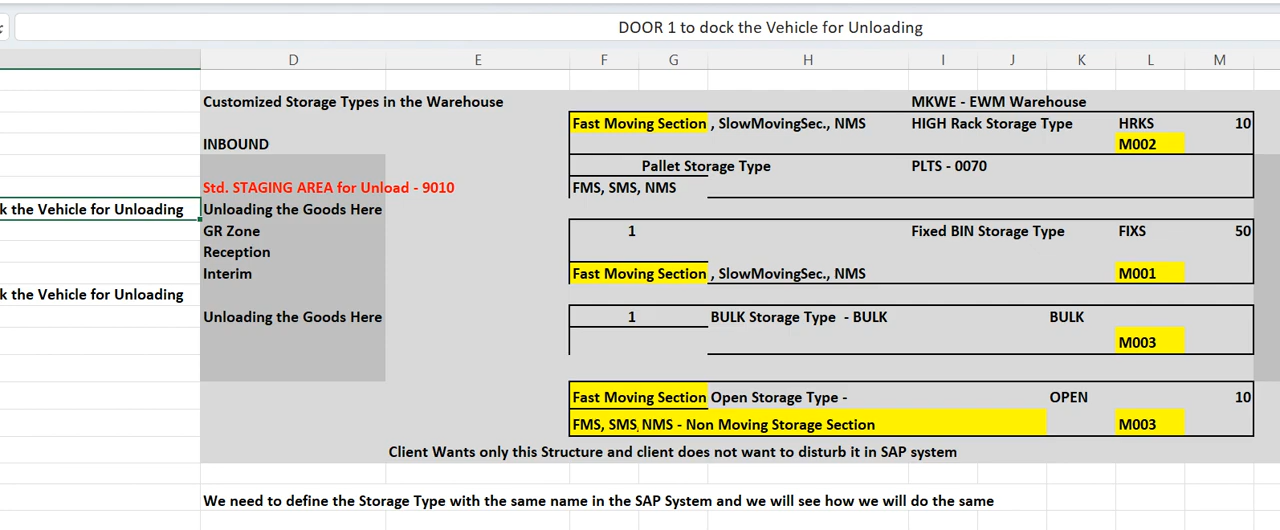 DOOR 1 to dock the Vehicle for Unloading
D E F G H I J K L M
Customized Storage Types in the Warehouse MKWE - EWM Warehouse
Fast Moving Section , SlowMovingSec., NMS HIGH Rack Storage Type HRKS 10
INBOUND M002
Pallet Storage Type PLTS - 0070
Std. STAGING AREA for Unload - 9010 FMS, SMS, NMS
k the Vehicle for Unloading Unloading the Goods Here
GR Zone 1 Fixed BIN Storage Type FIXS 50
Reception
Interim Fast Moving Section , SlowMovingSec., NMS M001
k the Vehicle for Unloading
Unloading the Goods Here 1 BULK Storage Type - BULK BULK
M003
Fast Moving Section Open Storage Type - OPEN 10
FMS, SMS, NMS - Non Moving Storage Section M003
Client Wants only this Structure and client does not want to disturb it in SAP system
We need to define the Storage Type with the same name in the SAP System and we will see how we will do the same